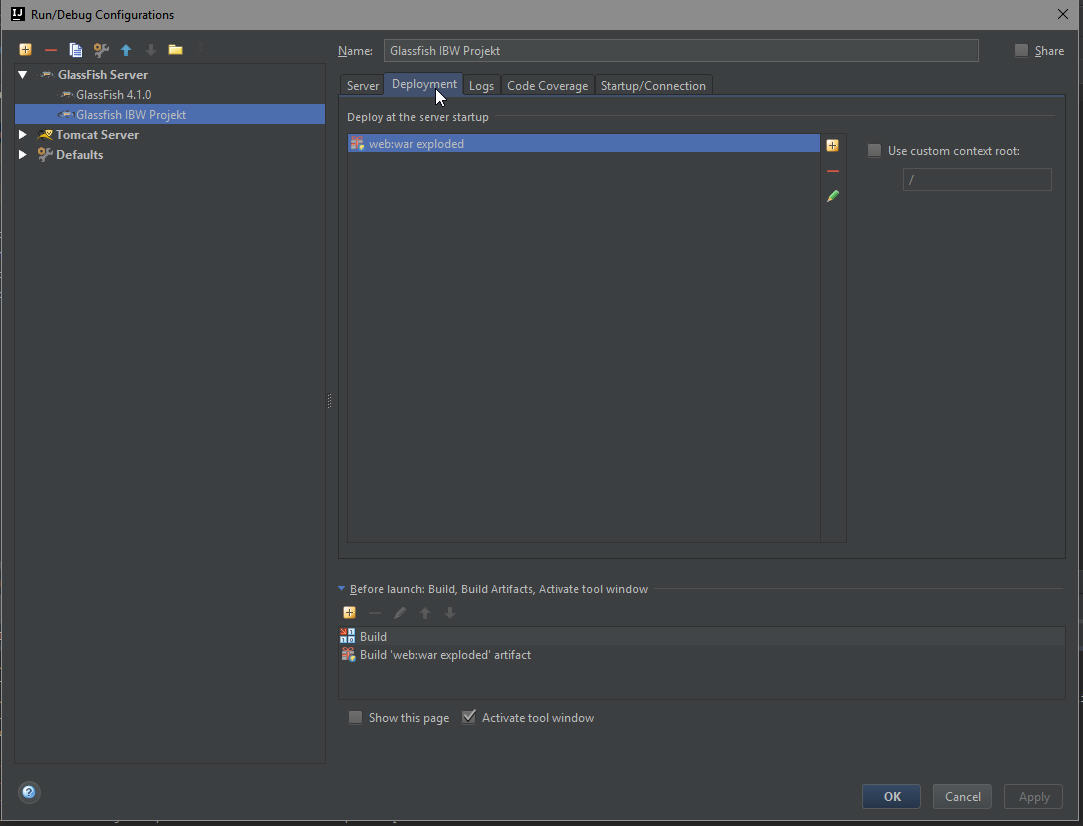 Run/Debug Configurations
Name: Glassfish IBW Projekt Share
GlassFish Server
GlassFish 4.1.0
Glassfish IBW Projekt
Tomcat Server
Defaults
Server Deployment Logs Code Coverage Startup/Connection
Deploy at the server startup
web:war exploded
Use custom context root:
/
Before launch: Build, Build Artifacts, Activate tool window
Build
Build 'web:war exploded' artifact
Show this page Activate tool window
OK Cancel Apply